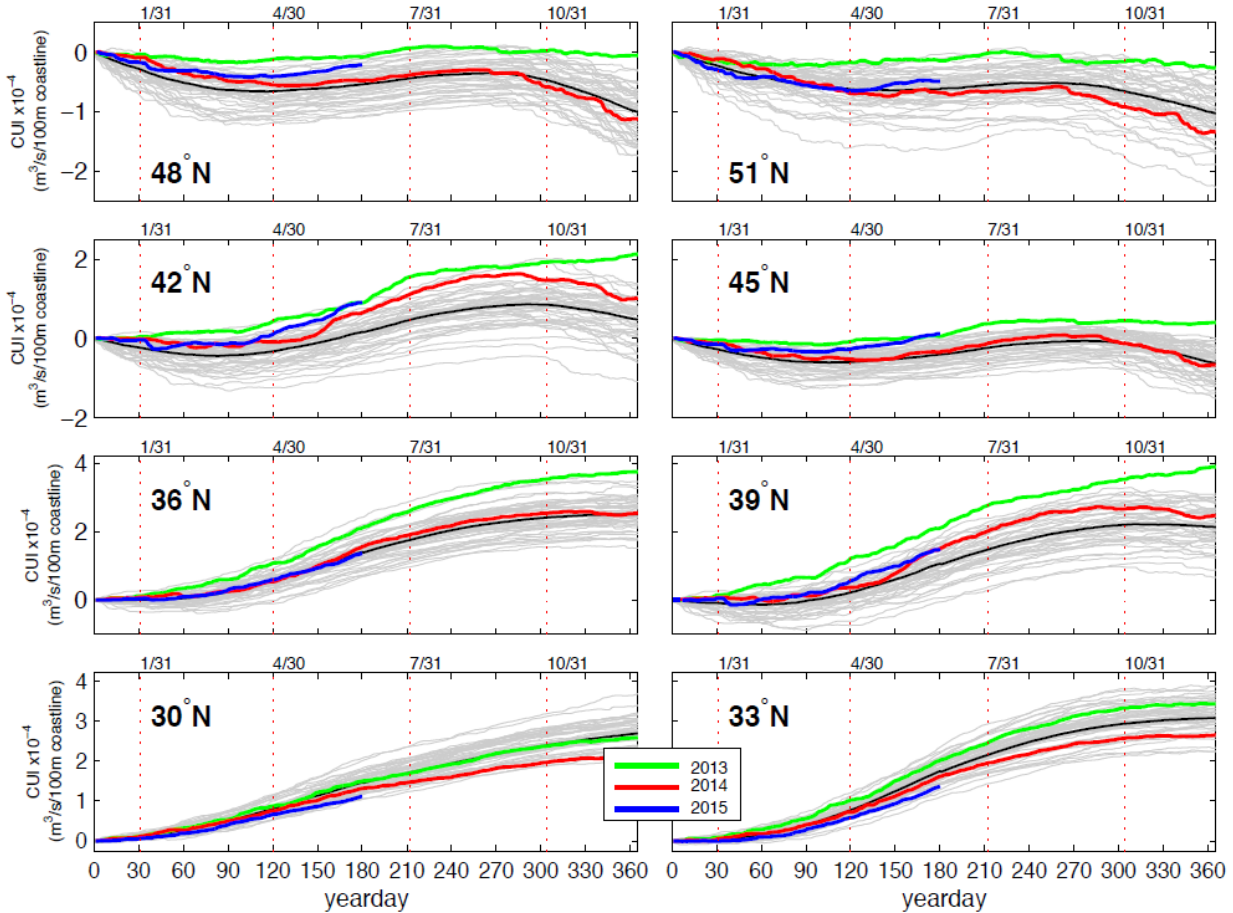 1/31 4/30 7/31 10/31 1/31 4/30 7/31 10/31
CUI x10⁻⁴
(m³/s/100m coastline)
0
−1
−2
48°N
51°N
1/31 4/30 7/31 10/31 1/31 4/30 7/31 10/31
CUI x10⁻⁴
(m³/s/100m coastline)
2
0
−2
42°N
45°N
1/31 4/30 7/31 10/31 1/31 4/30 7/31 10/31
CUI x10⁻⁴
(m³/s/100m coastline)
4
2
0
36°N
39°N
1/31 4/30 7/31 10/31 1/31 4/30 7/31 10/31
CUI x10⁻⁴
(m³/s/100m coastline)
4
3
2
1
0
30°N
33°N
2013
2014
2015
0 30 60 90 120 150 180 210 240 270 300 330 360 0 30 60 90 120 150 180 210 240 270 300 330 360
yearday yearday